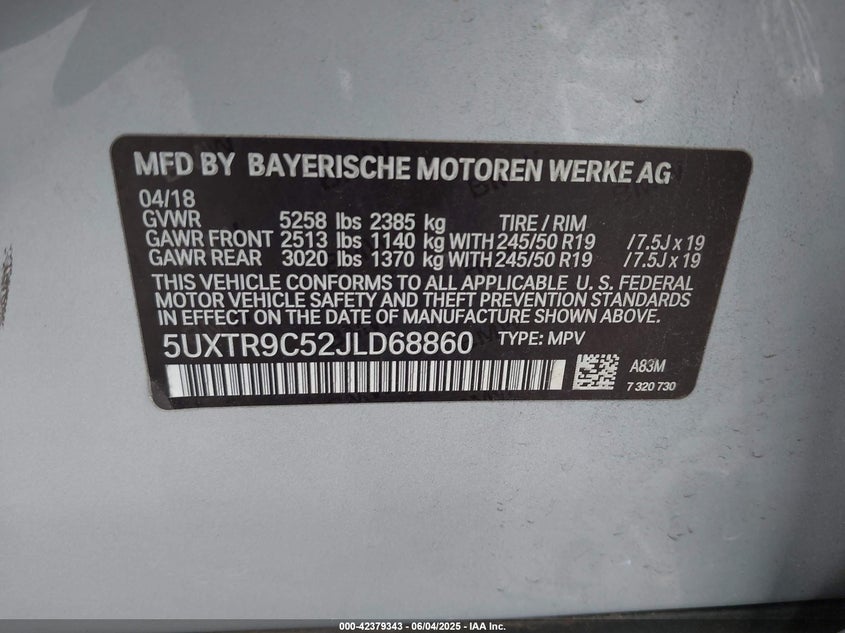 MFD BY BAYERISCHE MOTOREN WERKE AG
04/18
GVWR 5258 lbs 2385 kg TIRE / RIM
GAWR FRONT 2513 lbs 1140 kg WITH 245/50 R19 /7.5J x 19
GAWR REAR 3020 lbs 1370 kg WITH 245/50 R19 /7.5J x 19
THIS VEHICLE CONFORMS TO ALL APPLICABLE U. S. FEDERAL
MOTOR VEHICLE SAFETY AND THEFT PREVENTION STANDARDS
IN EFFECT ON THE DATE OF MANUFACTURE SHOWN ABOVE.
5UXTR9C52JLD68860 TYPE: MPV
A83M
7 320 730
000-42379343 - 06/04/2025 - IAA Inc.